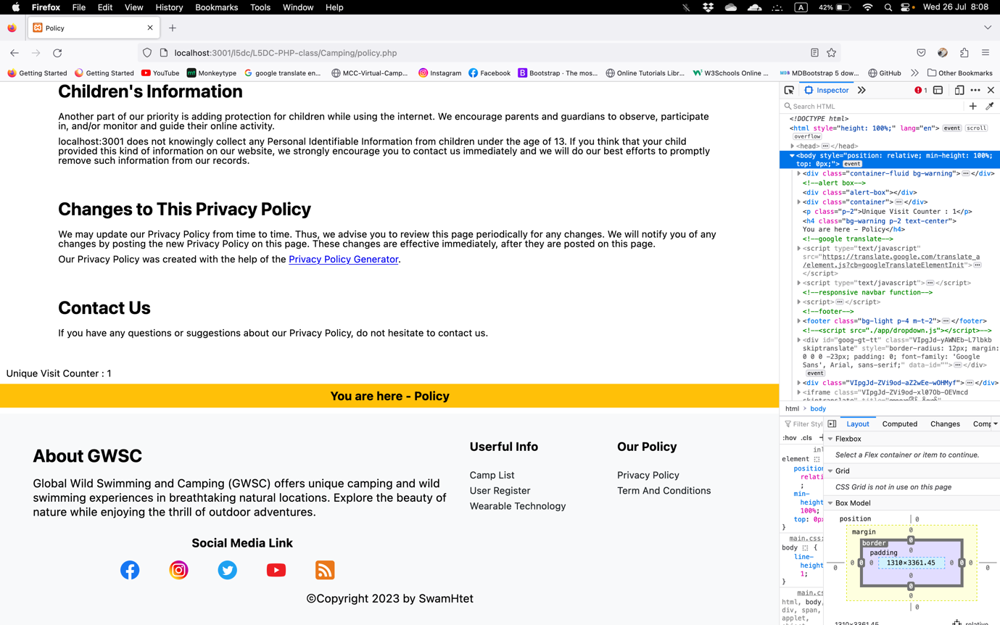 Firefox File Edit View History Bookmarks Tools Window Help A 42% Wed 26 Jul 8:08
Policy
localhost:3001/l5dc/L5DC-PHP-class/Camping/policy.php
Getting Started Getting Started YouTube mt Monkeytype google translate en... MCC-Virtual-Camp... Instagram Facebook B Bootstrap · The mos... Online Tutorials Libr... W3Schools Online ... MDB MDBootstrap 5 dow... GitHub Other Bookmarks
Children's Information
Another part of our priority is adding protection for children while using the internet. We encourage parents and guardians to observe, participate
in, and/or monitor and guide their online activity.
localhost:3001 does not knowingly collect any Personal Identifiable Information from children under the age of 13. If you think that your child
provided this kind of information on our website, we strongly encourage you to contact us immediately and we will do our best efforts to promptly
remove such information from our records.
Changes to This Privacy Policy
We may update our Privacy Policy from time to time. Thus, we advise you to review this page periodically for any changes. We will notify you of any
changes by posting the new Privacy Policy on this page. These changes are effective immediately, after they are posted on this page.
Our Privacy Policy was created with the help of the Privacy Policy Generator.
Contact Us
If you have any questions or suggestions about our Privacy Policy, do not hesitate to contact us.
Unique Visit Counter : 1
You are here - Policy
About GWSC
Global Wild Swimming and Camping (GWSC) offers unique camping and wild
swimming experiences in breathtaking natural locations. Explore the beauty of
nature while enjoying the thrill of outdoor adventures.
Social Media Link
Userful Info
Camp List
User Register
Wearable Technology
Our Policy
Privacy Policy
Term And Conditions
©Copyright 2023 by SwamHtet
Inspector 1
Search HTML
<!DOCTYPE html>
<html style="height: 100%;" lang="en"> event scroll
overflow
<head> </head>
<body style="position: relative; min-height: 100%;
top: 0px;"> event
<div class="container-fluid bg-warning"> </div>
<!--alert box-->
<div class="alert-box"></div>
<div class="container"> </div>
<p class="p-2">Unique Visit Counter : 1</p>
<h4 class="bg-warning p-2 text-center">
You are here - Policy</h4>
<!--google translate-->
<script type="text/javascript"
src="https://translate.google.com/translate_a
/element.js?cb=googleTranslateElementInit">
</script>
<script type="text/javascript"> </script>
<!--responsive navbar function-->
<script> </script>
<!--footer-->
<footer class="bg-light p-4 m-t-2"> </footer>
<!--<script src="./app/dropdown.js"></script>-->
<div id="goog-gt-tt" class="VIpgJd-yAWNEb-L7lbkb
skiptranslate" style="border-radius: 12px; margin:
0 0 0 -23px; padding: 0; font-family: 'Google
Sans', Arial, sans-serif;" data-id=""> </div>
event
<div class="VIpgJd-ZVi9od-aZ2wEe-wOHMyf"> </div>
<iframe class="VIpgJd-ZVi9od-xl07Ob-OEVmcd
html > body
Filter Styl
:hov .cls +
inl
element {
position
relati
;
min-
height
100%;
top: 0px
}
main.css:
body {
line-
height
1;
}
main.cs
html, body,
div, span,
applet,
Layout Computed Changes Comp
Flexbox
Select a Flex container or item to continue.
Grid
CSS Grid is not in use on this page
Box Model
position 0
margin 0
border 0
padding 0
0 0 0 0 1310×3361.45 0 0 0 0
0
0
0
0
1310×3361.45 relative